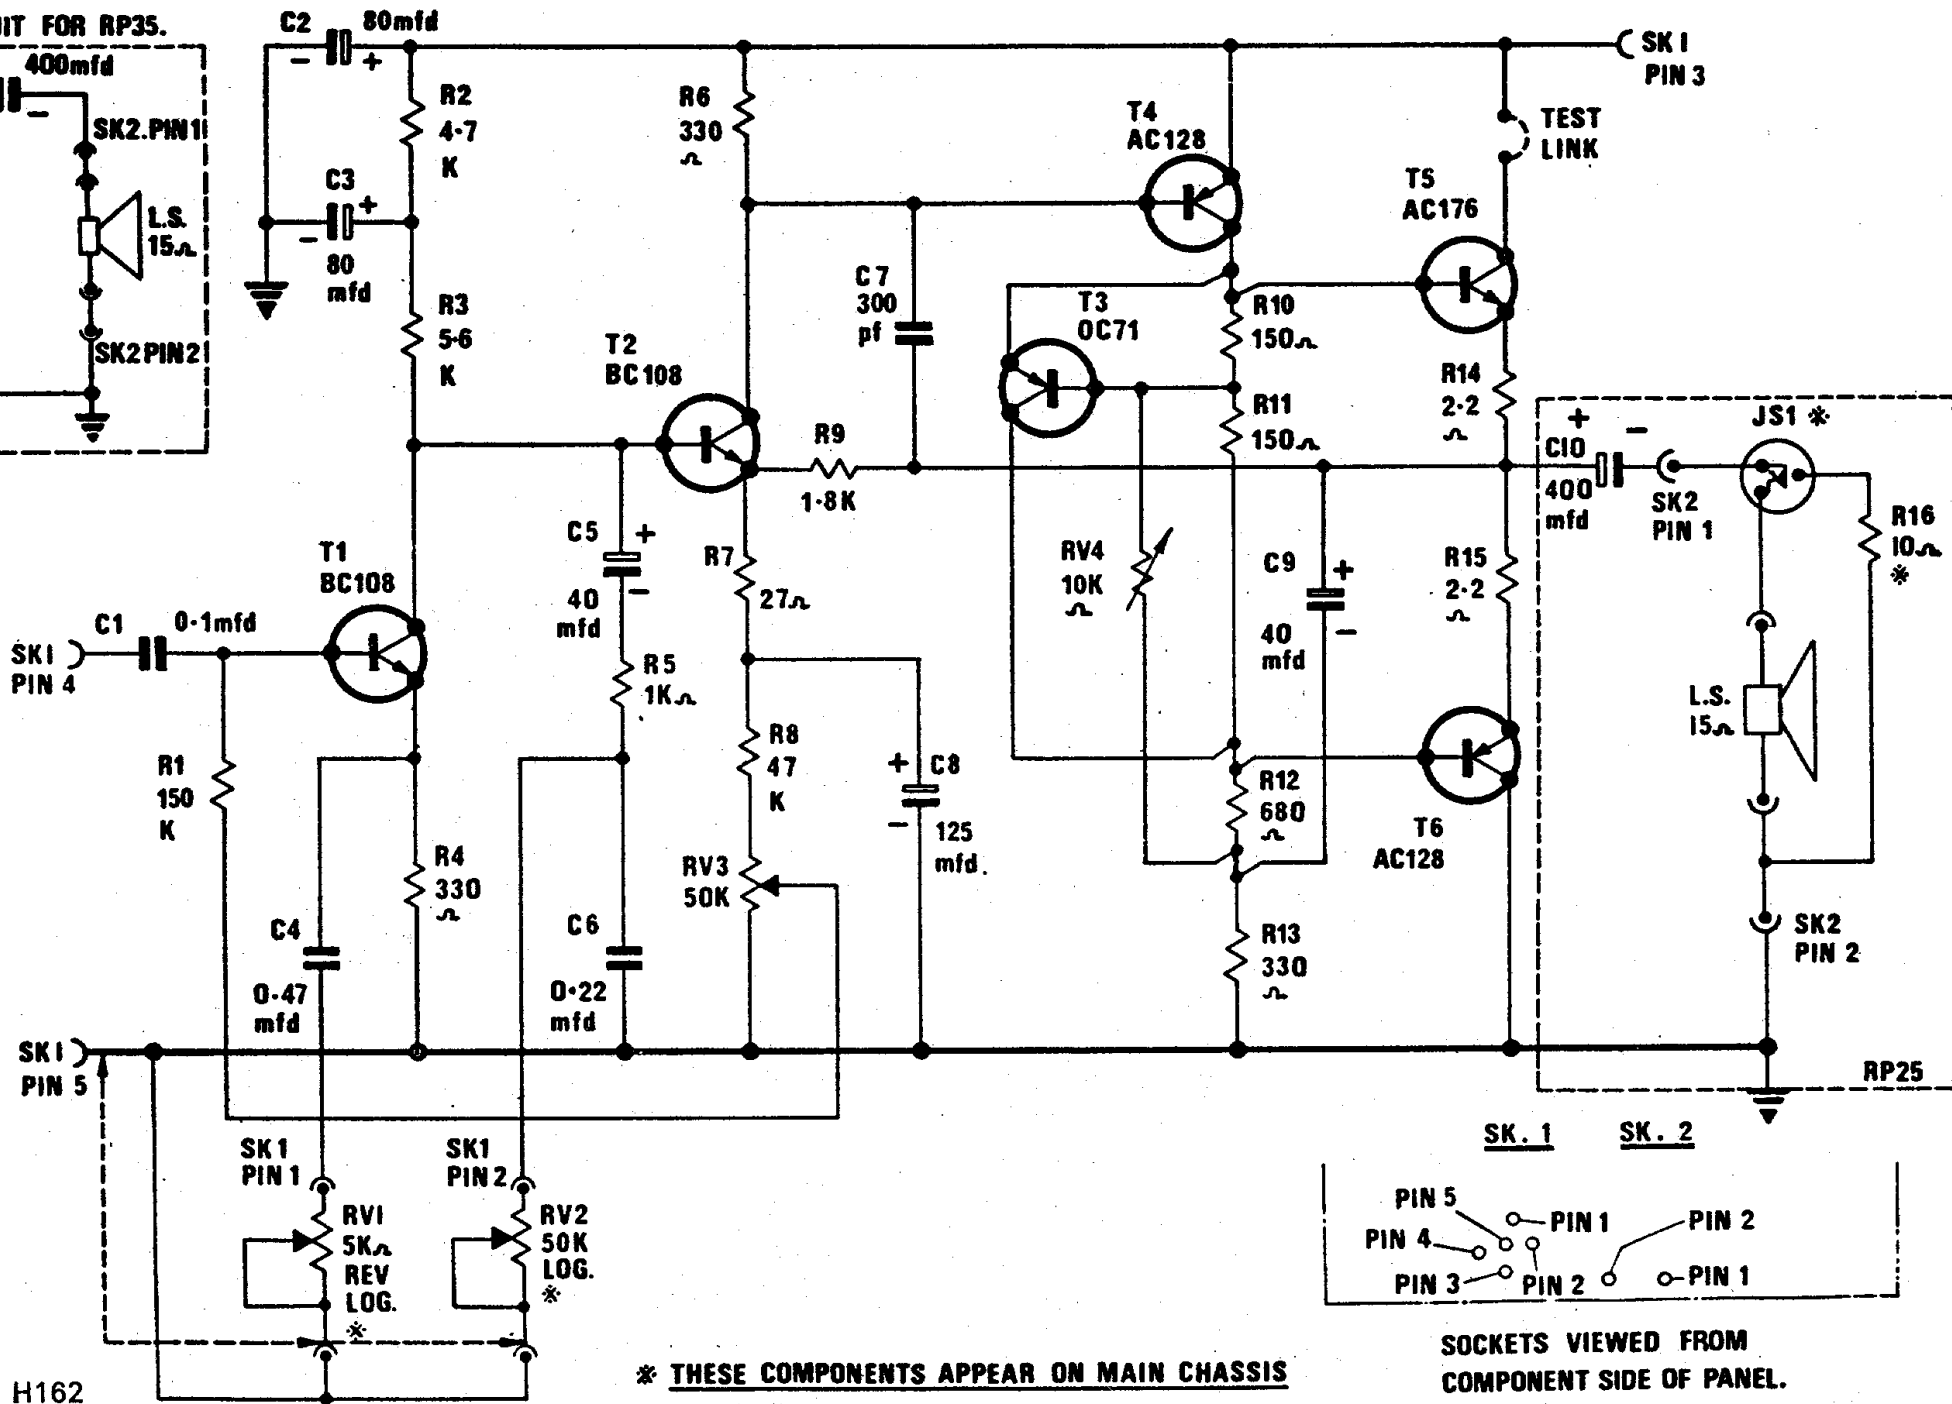 UIT FOR RP35.
400mfd
-
SK2.PIN1
L.S.
15Ω
SK2 PIN 2
C2
80mfd
-
+
R2
4·7
K
C3
+
-
80
mfd
R3
5·6
K
R6
330
Ω
T2
BC108
C7
300
pf
T4
AC128
T3
OC71
R10
150Ω
R11
150Ω
T5
AC176
TEST
LINK
SK1
PIN 3
R14
2·2
Ω
R9
1·8K
C5
+
-
40
mfd
R7
27Ω
T1
BC108
C1
0·1mfd
SK1
PIN 4
R5
1KΩ
R1
150
K
R4
330
Ω
C4
0·47
mfd
C6
0·22
mfd
R8
47
K
RV3
50K
+
C8
-
125
mfd.
RV4
10K
Ω
C9
+
-
40
mfd
R15
2·2
Ω
R12
680
Ω
R13
330
Ω
T6
AC128
+
-
C10
400
mfd
SK2
PIN 1
JS1 ※
R16
10Ω
※
L.S.
15Ω
SK2
PIN 2
RP25
SK1
PIN 5
SK1
PIN 1
RV1
5KΩ
REV
LOG.
※
SK1
PIN 2
RV2
50K
LOG.
※
SK. 1
SK. 2
PIN 5
PIN 1
PIN 2
PIN 4
PIN 3
PIN 2
PIN 1
SOCKETS VIEWED FROM
COMPONENT SIDE OF PANEL.
※ THESE COMPONENTS APPEAR ON MAIN CHASSIS
H162